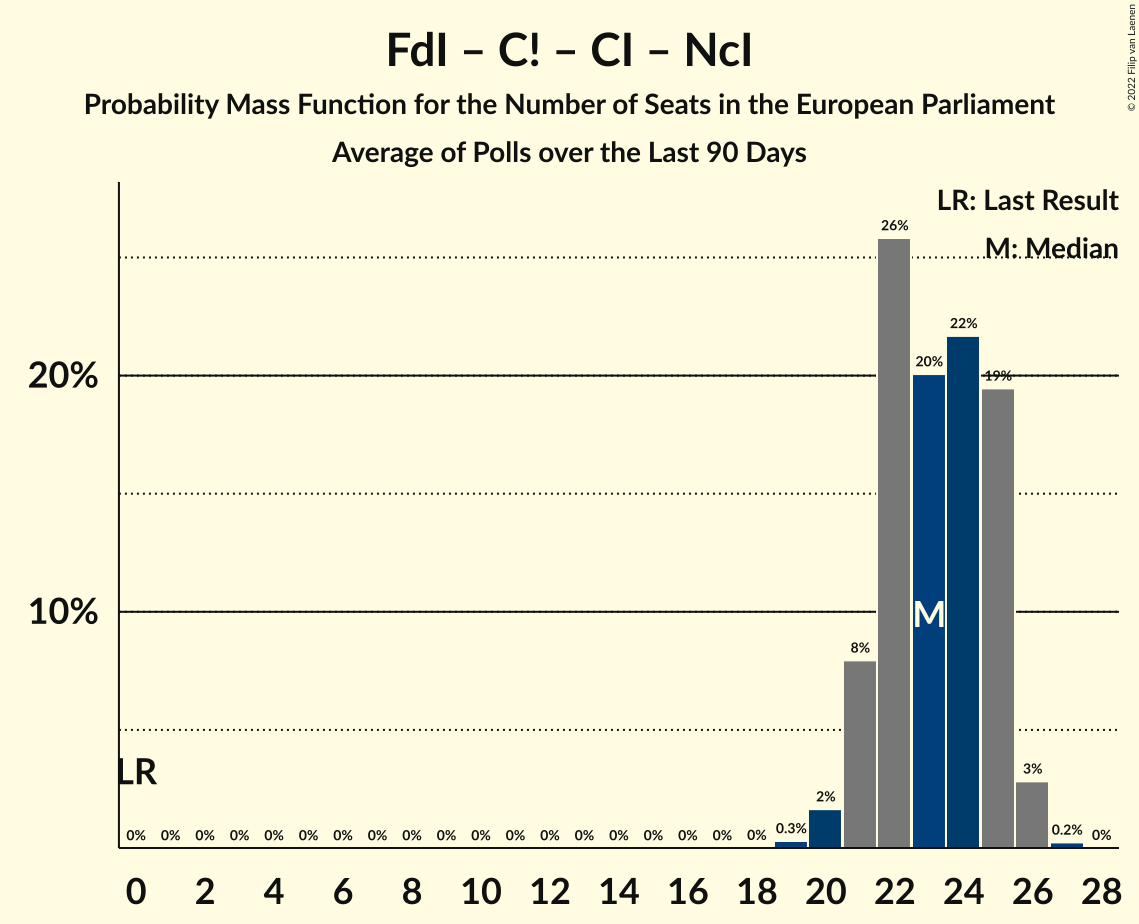 FdI – C! – CI – NcI
Probability Mass Function for the Number of Seats in the European Parliament
Average of Polls over the Last 90 Days
© 2022 Filip van Laenen
LR: Last Result
M: Median
26%
22%
20%
20%
19%
10%
M
8%
LR
3%
2%
0% 0% 0% 0% 0% 0% 0% 0% 0% 0% 0% 0% 0% 0% 0% 0% 0% 0% 0% 0.3% 0.2% 0%
0 2 4 6 8 10 12 14 16 18 20 22 24 26 28